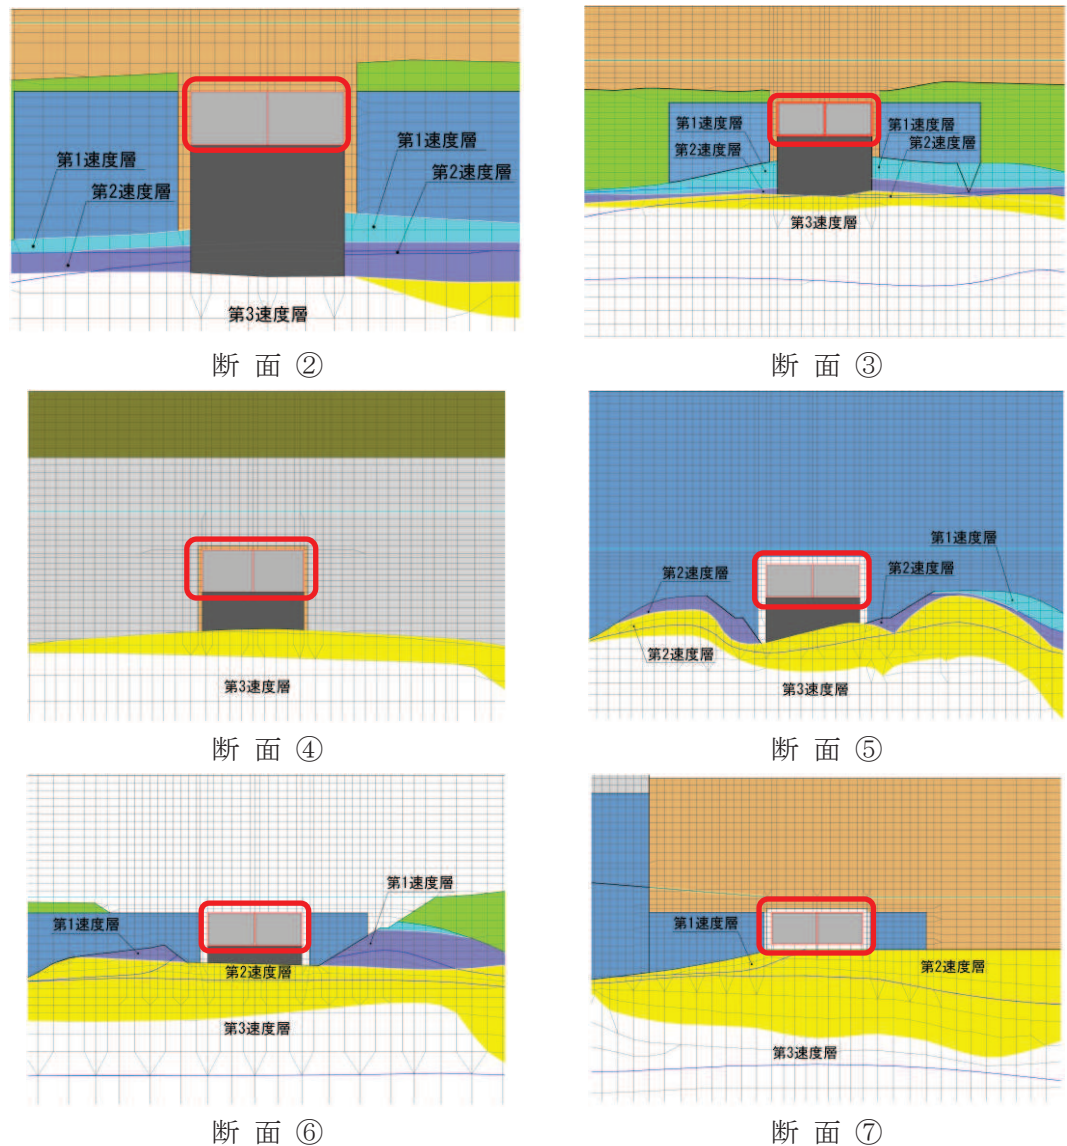 第1速度層
第2速度層
第1速度層
第2速度層
第3速度層
断 面 ②
第1速度層
第2速度層
第1速度層
第2速度層
第3速度層
断 面 ③
第3速度層
断 面 ④
第1速度層
第2速度層
第2速度層
第2速度層
第3速度層
断 面 ⑤
第1速度層
第1速度層
第2速度層
第3速度層
断 面 ⑥
第1速度層
第2速度層
第3速度層
断 面 ⑦